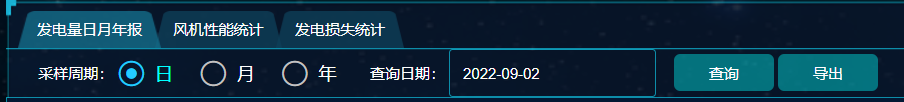 发电量日月年报 风机性能统计 发电损失统计
采样周期： 日 月 年 查询日期： 2022-09-02 查询 导出